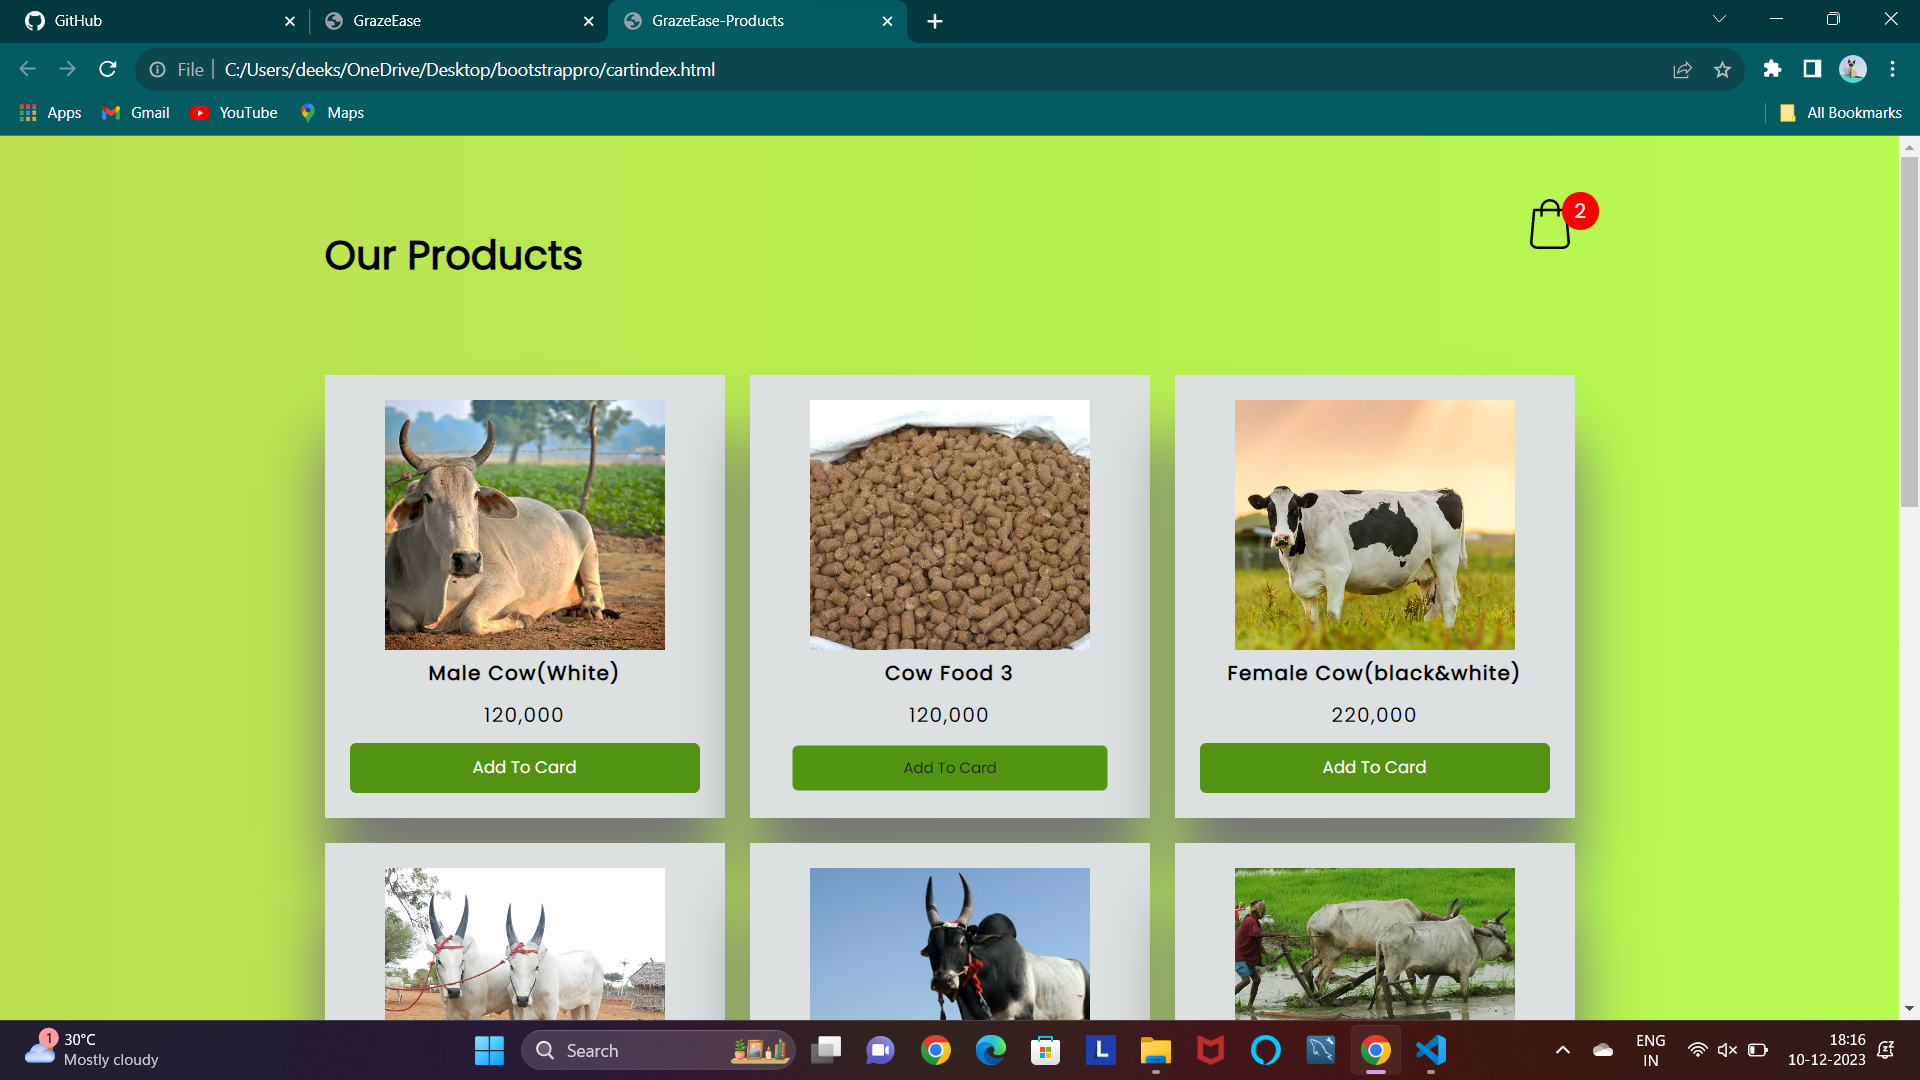 GitHub
GrazeEase
GrazeEase-Products
File
C:/Users/deeks/OneDrive/Desktop/bootstrappro/cartindex.html
Apps
Gmail
YouTube
Maps
All Bookmarks
2
Our Products
Male Cow(White)
120,000
Add To Card
Cow Food 3
120,000
Add To Card
Female Cow(black&white)
220,000
Add To Card
1
30°C
Mostly cloudy
Search
L
ENG
IN
18:16
10-12-2023